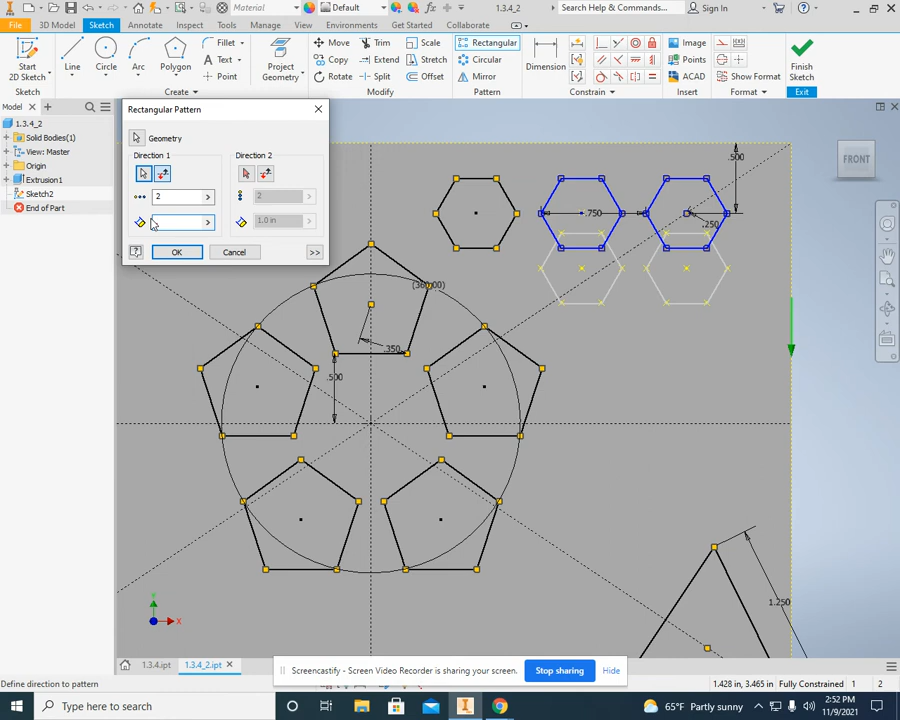 Material
Default
1.3.4_2
Search Help & Commands...
Sign In
File 3D Model Sketch Annotate Inspect Tools Manage View Environments Get Started Collaborate
Start
2D Sketch
Line
Circle
Arc
Polygon
Fillet
Text
Point
Project
Geometry
Move
Copy
Rotate
Trim
Extend
Split
Scale
Stretch
Offset
Rectangular
Circular
Mirror
Dimension
Image
Points
ACAD
Show Format
Finish
Sketch
Sketch Create Modify Pattern Constrain Insert Format Exit
Model
1.3.4_2
Solid Bodies(1)
View: Master
Origin
Extrusion1
Sketch2
End of Part
Rectangular Pattern
Geometry
Direction 1
Direction 2
2
2
1.0 in
OK
Cancel
>>
.500
FRONT
.750
.250
(360.00)
.350
.500
1.250
Y
X
1.3.4.ipt
1.3.4_2.ipt
Screencastify - Screen Video Recorder is sharing your screen.
Stop sharing
Hide
Define direction to pattern
1.428 in, 3.465 in Fully Constrained 1 2
Type here to search
65°F Partly sunny
2:52 PM
11/9/2021
2